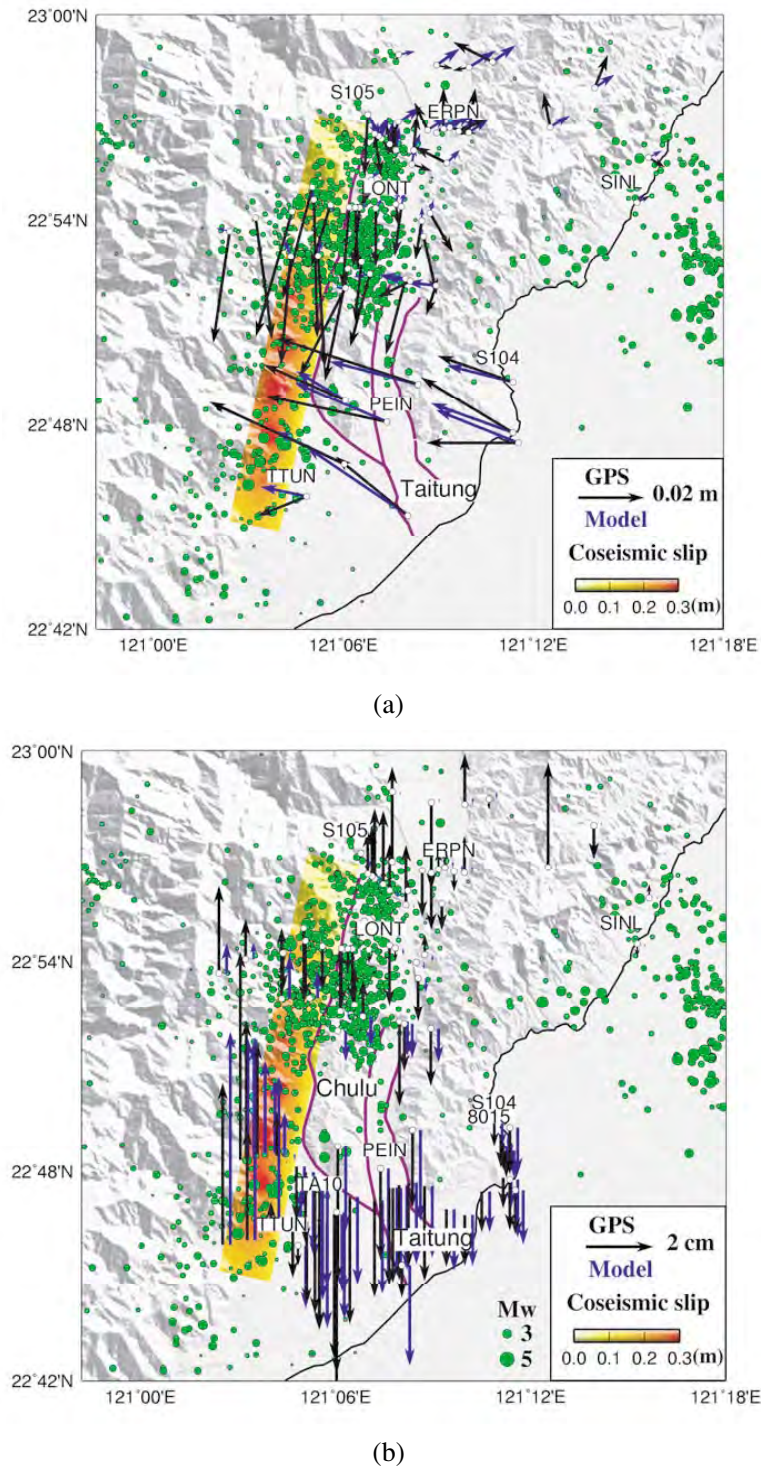 23°00'N
S105
ERPN
SINL
LONT
22°54'N
S104
22°48'N
PEIN
TTUN
Taitung
GPS
0.02 m
Model
Coseismic slip
0.0 0.1 0.2 0.3(m)
22°42'N
121°00'E 121°06'E 121°12'E 121°18'E
(a)
23°00'N
S105
ERPN
SINL
LONT
22°54'N
Chulu
S104
8015
PEIN
22°48'N
TA10
TTUN
Taitung
GPS
2 cm
Model
Mw
3
5
Coseismic slip
0.0 0.1 0.2 0.3(m)
22°42'N
121°00'E 121°06'E 121°12'E 121°18'E
(b)